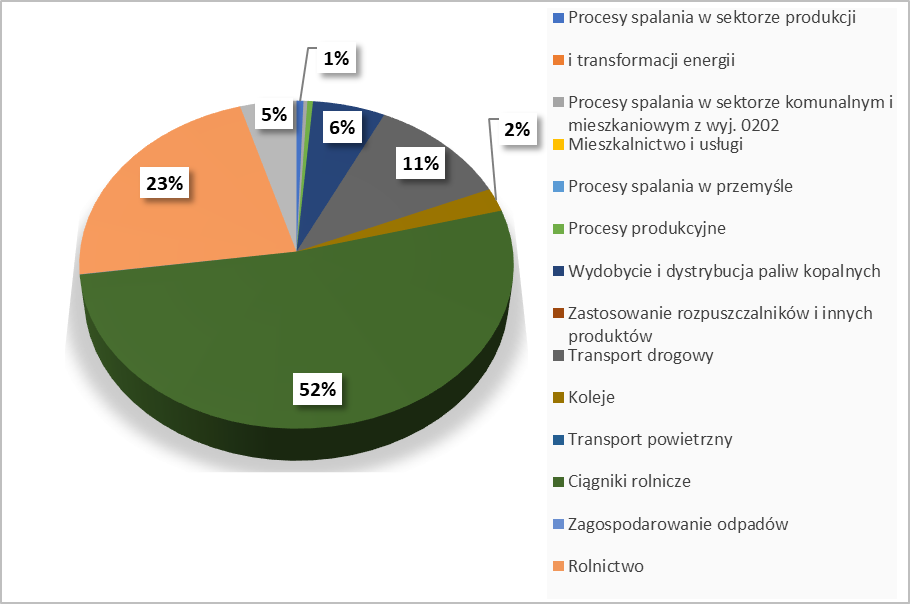 1%
5%
6%
2%
11%
23%
52%
Procesy spalania w sektorze produkcji
i transformacji energii
Procesy spalania w sektorze komunalnym i
mieszkaniowym z wyj. 0202
Mieszkalnictwo i usługi
Procesy spalania w przemyśle
Procesy produkcyjne
Wydobycie i dystrybucja paliw kopalnych
Zastosowanie rozpuszczalników i innych
produktów
Transport drogowy
Koleje
Transport powietrzny
Ciągniki rolnicze
Zagospodarowanie odpadów
Rolnictwo